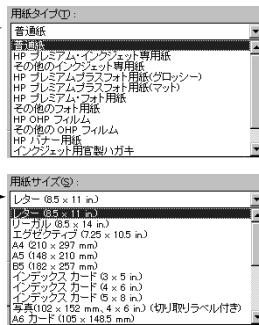 用紙タイプ(T):
普通紙
普通紙
HP プレミアム・インクジェット専用紙
その他のインクジェット専用紙
HP プレミアムプラスフォト用紙(グロッシー)
HP プレミアムプラスフォト用紙(マット)
HP プレミアム・フォト用紙
その他のフォト用紙
HP OHP フィルム
その他の OHP フィルム
HP バナー用紙
インクジェット用官製ハガキ
用紙サイズ(S):
レター (8.5 x 11 in.)
レター (8.5 x 11 in.)
リーガル (8.5 x 14 in.)
エグゼクティブ (7.25 x 10.5 in.)
A4 (210 x 297 mm)
A5 (148 x 210 mm)
B5 (182 x 257 mm)
インデックス カード (3 x 5 in.)
インデックス カード (4 x 6 in.)
インデックス カード (5 x 8 in.)
写真(102 x 152 mm、4 x 6 in.) (切り取りラベル付き)
A6 カード (105 x 148.5 mm)